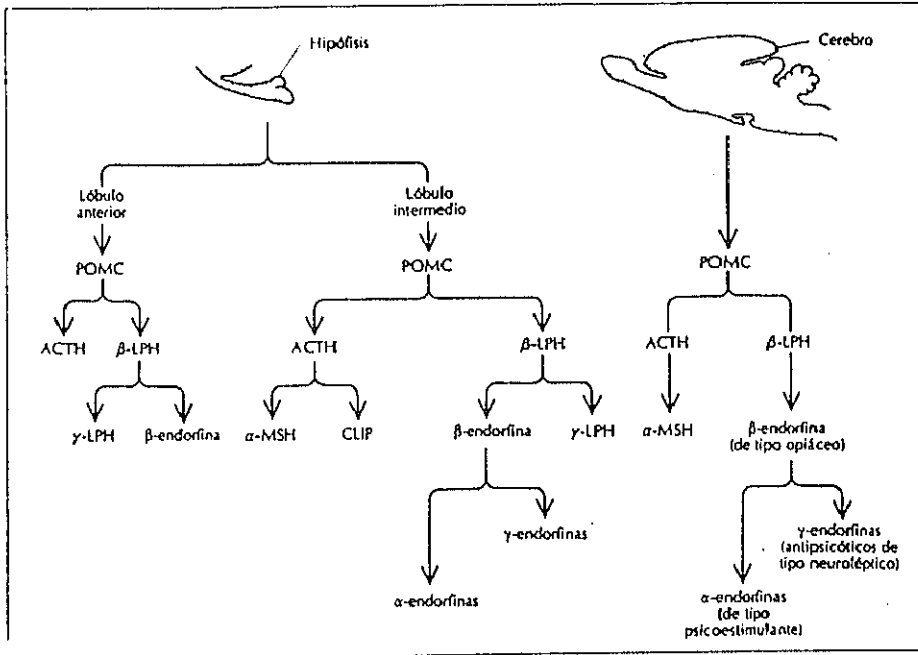 Hipófisis
Cerebro
Lóbulo
anterior
Lóbulo
intermedio
POMC
POMC
POMC
ACTH
β-LPH
ACTH
β-LPH
ACTH
β-LPH
γ-LPH
β-endorfina
α-MSH
CLIP
β-endorfina
γ-LPH
α-MSH
β-endorfina
(de tipo opiáceo)
γ-endorfinas
γ-endorfinas
(antipsicóticos de
tipo neuroléptico)
α-endorfinas
α-endorfinas
(de tipo
psicoestimulante)